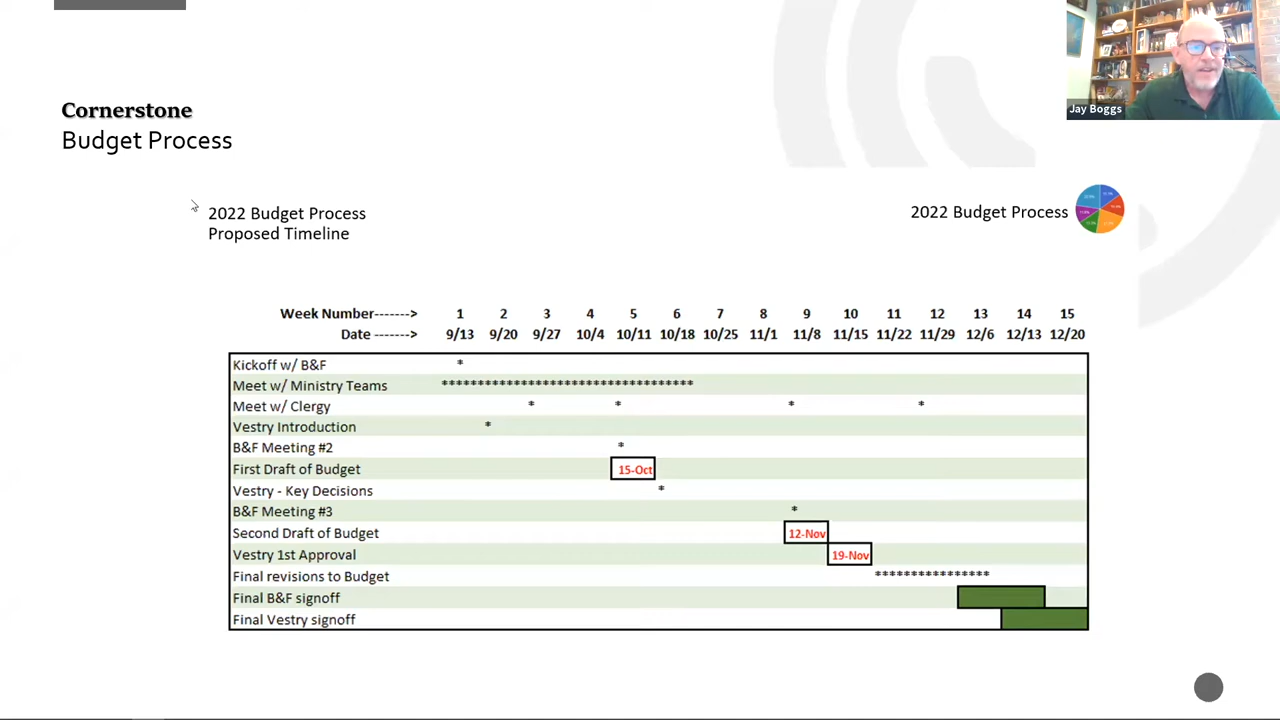 Jay Boggs
Cornerstone
Budget Process
2022 Budget Process
Proposed Timeline
2022 Budget Process
Week Number-------> 1 2 3 4 5 6 7 8 9 10 11 12 13 14 15
Date -------> 9/13 9/20 9/27 10/4 10/11 10/18 10/25 11/1 11/8 11/15 11/22 11/29 12/6 12/13 12/20
Kickoff w/ B&F *
Meet w/ Ministry Teams ***********************************
Meet w/ Clergy * * * *
Vestry Introduction *
B&F Meeting #2 *
First Draft of Budget 15-Oct
Vestry - Key Decisions *
B&F Meeting #3 *
Second Draft of Budget 12-Nov
Vestry 1st Approval 19-Nov
Final revisions to Budget ****************
Final B&F signoff
Final Vestry signoff